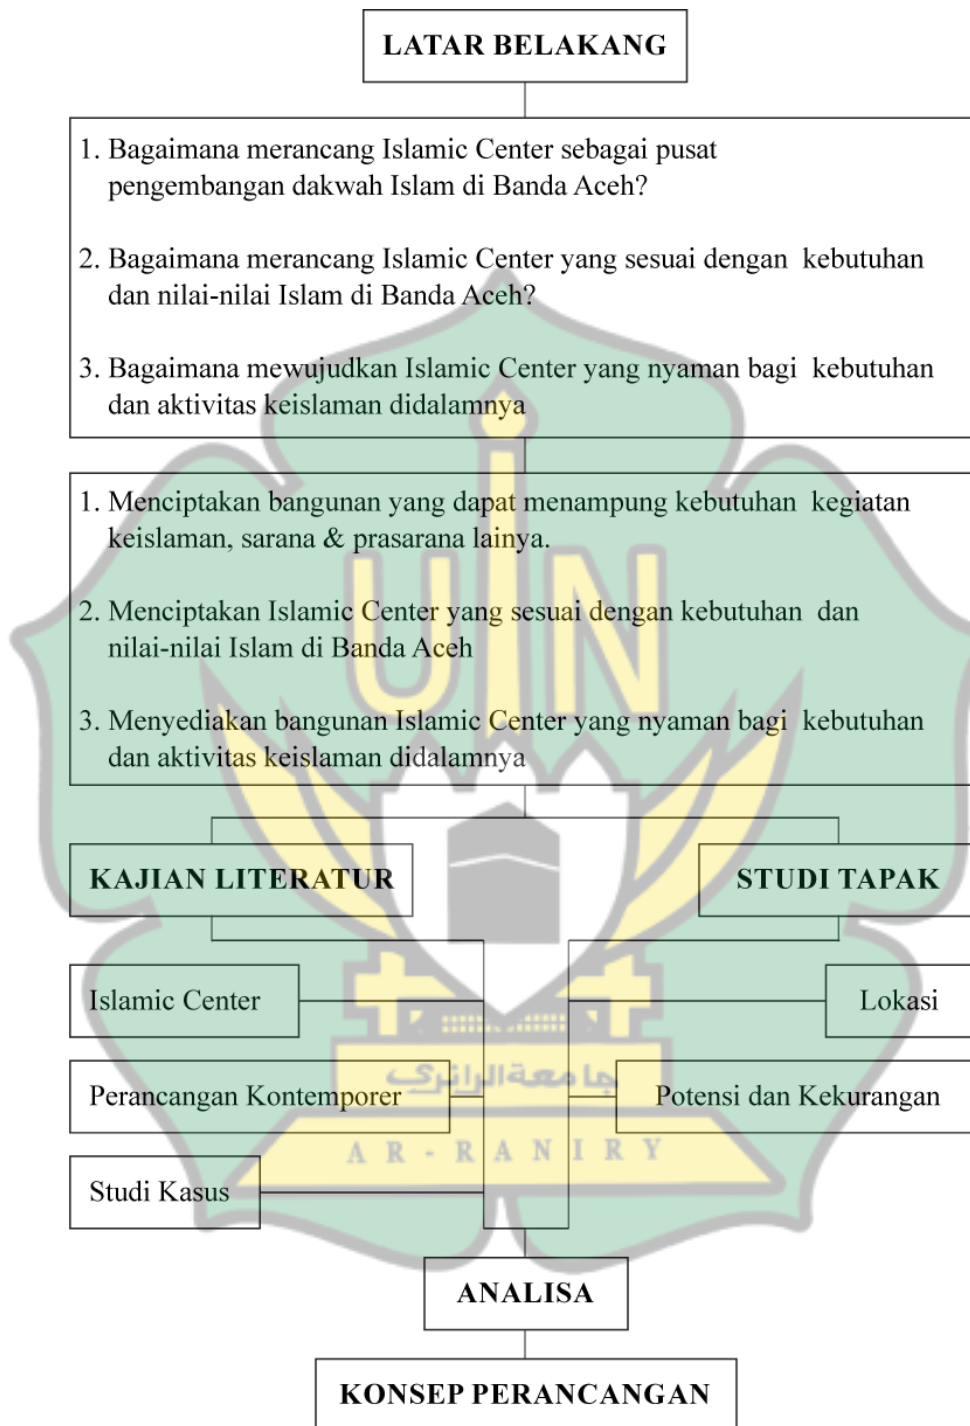 LATAR BELAKANG
1. Bagaimana merancang Islamic Center sebagai pusat
pengembangan dakwah Islam di Banda Aceh?
2. Bagaimana merancang Islamic Center yang sesuai dengan kebutuhan
dan nilai-nilai Islam di Banda Aceh?
3. Bagaimana mewujudkan Islamic Center yang nyaman bagi kebutuhan
dan aktivitas keislaman didalamnya
1. Menciptakan bangunan yang dapat menampung kebutuhan kegiatan
keislaman, sarana & prasarana lainya.
2. Menciptakan Islamic Center yang sesuai dengan kebutuhan dan
nilai-nilai Islam di Banda Aceh
3. Menyediakan bangunan Islamic Center yang nyaman bagi kebutuhan
dan aktivitas keislaman didalamnya
UIN
KAJIAN LITERATUR
STUDI TAPAK
Islamic Center
Lokasi
Perancangan Kontemporer
Potensi dan Kekurangan
جامعة الرانري
AR-RANIRY
Studi Kasus
ANALISA
KONSEP PERANCANGAN